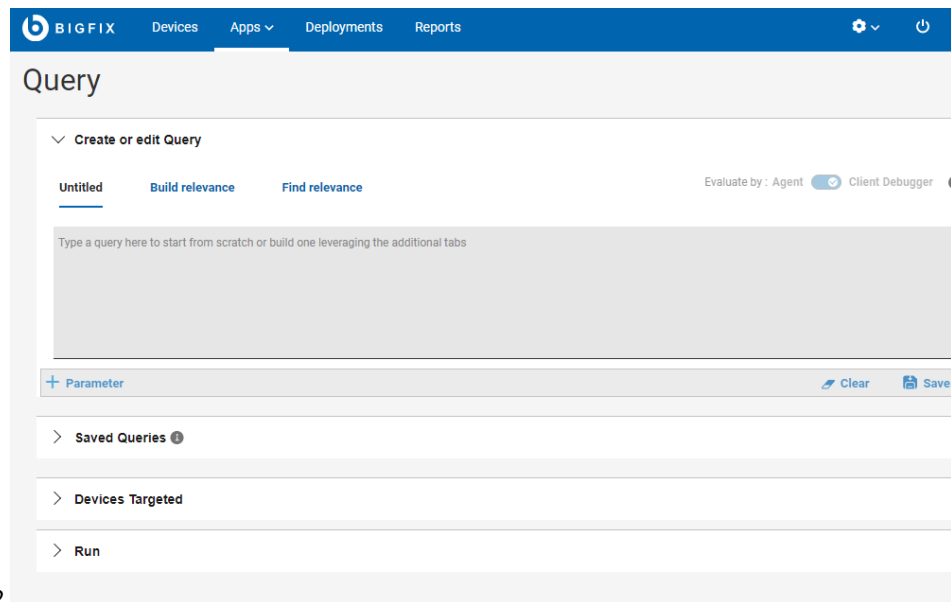 BIGFIX Devices Apps Deployments Reports
Query
Create or edit Query
Untitled Build relevance Find relevance Evaluate by : Agent Client Debugger
Type a query here to start from scratch or build one leveraging the additional tabs
+ Parameter Clear Save
Saved Queries
Devices Targeted
Run